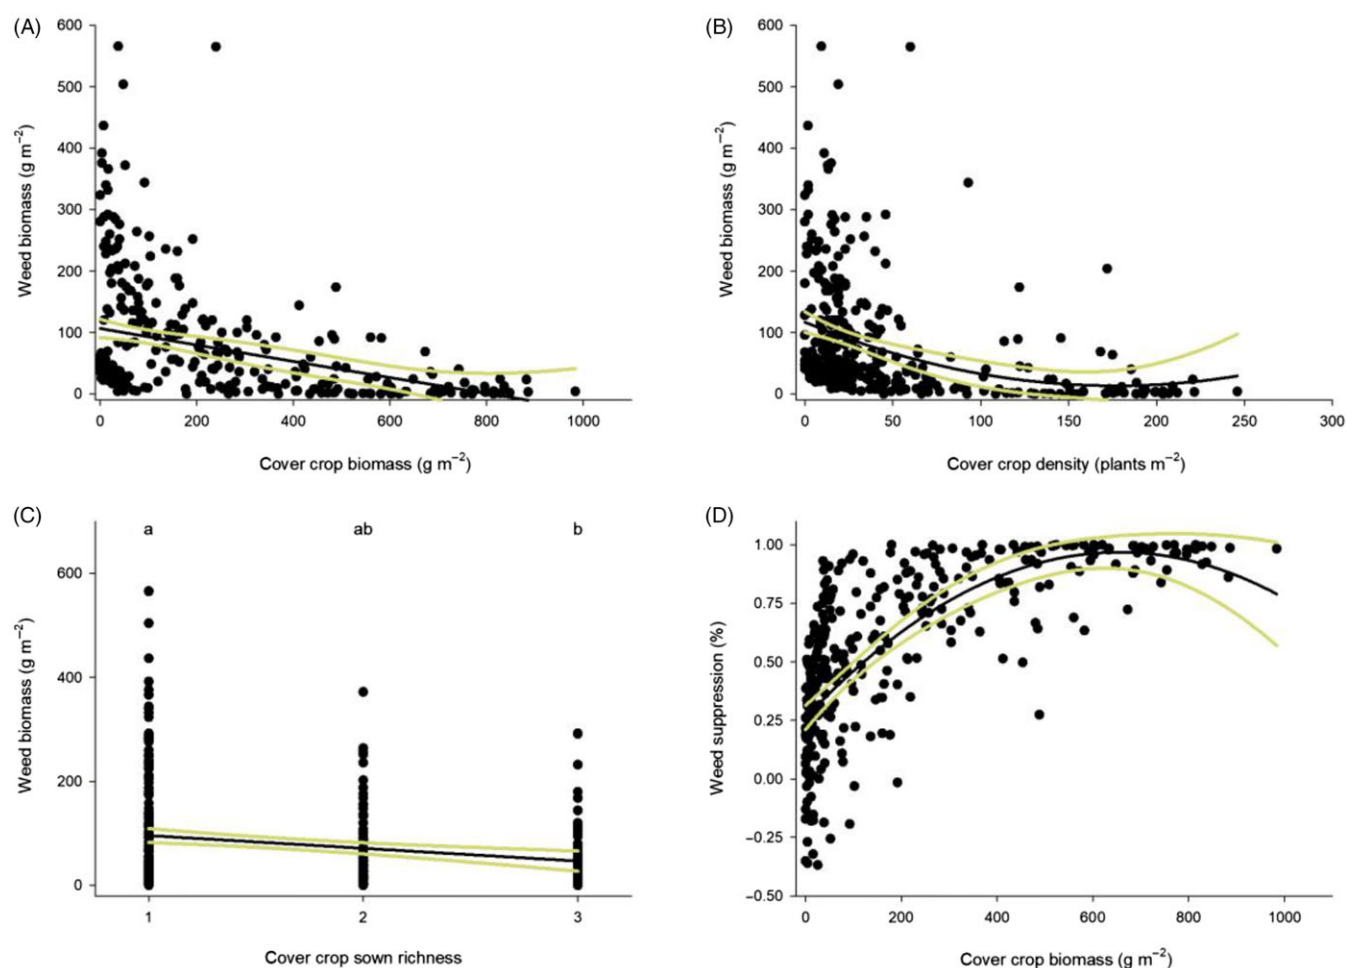 (A)
600
500
400
300
200
100
0
Weed biomass (g m⁻²)
0 200 400 600 800 1000
Cover crop biomass (g m⁻²)
(B)
600
500
400
300
200
100
0
Weed biomass (g m⁻²)
0 50 100 150 200 250 300
Cover crop density (plants m⁻²)
(C)
a ab b
600
400
200
0
Weed biomass (g m⁻²)
1 2 3
Cover crop sown richness
(D)
1.00
0.75
0.50
0.25
0.00
−0.25
−0.50
Weed suppression (%)
0 200 400 600 800 1000
Cover crop biomass (g m⁻²)